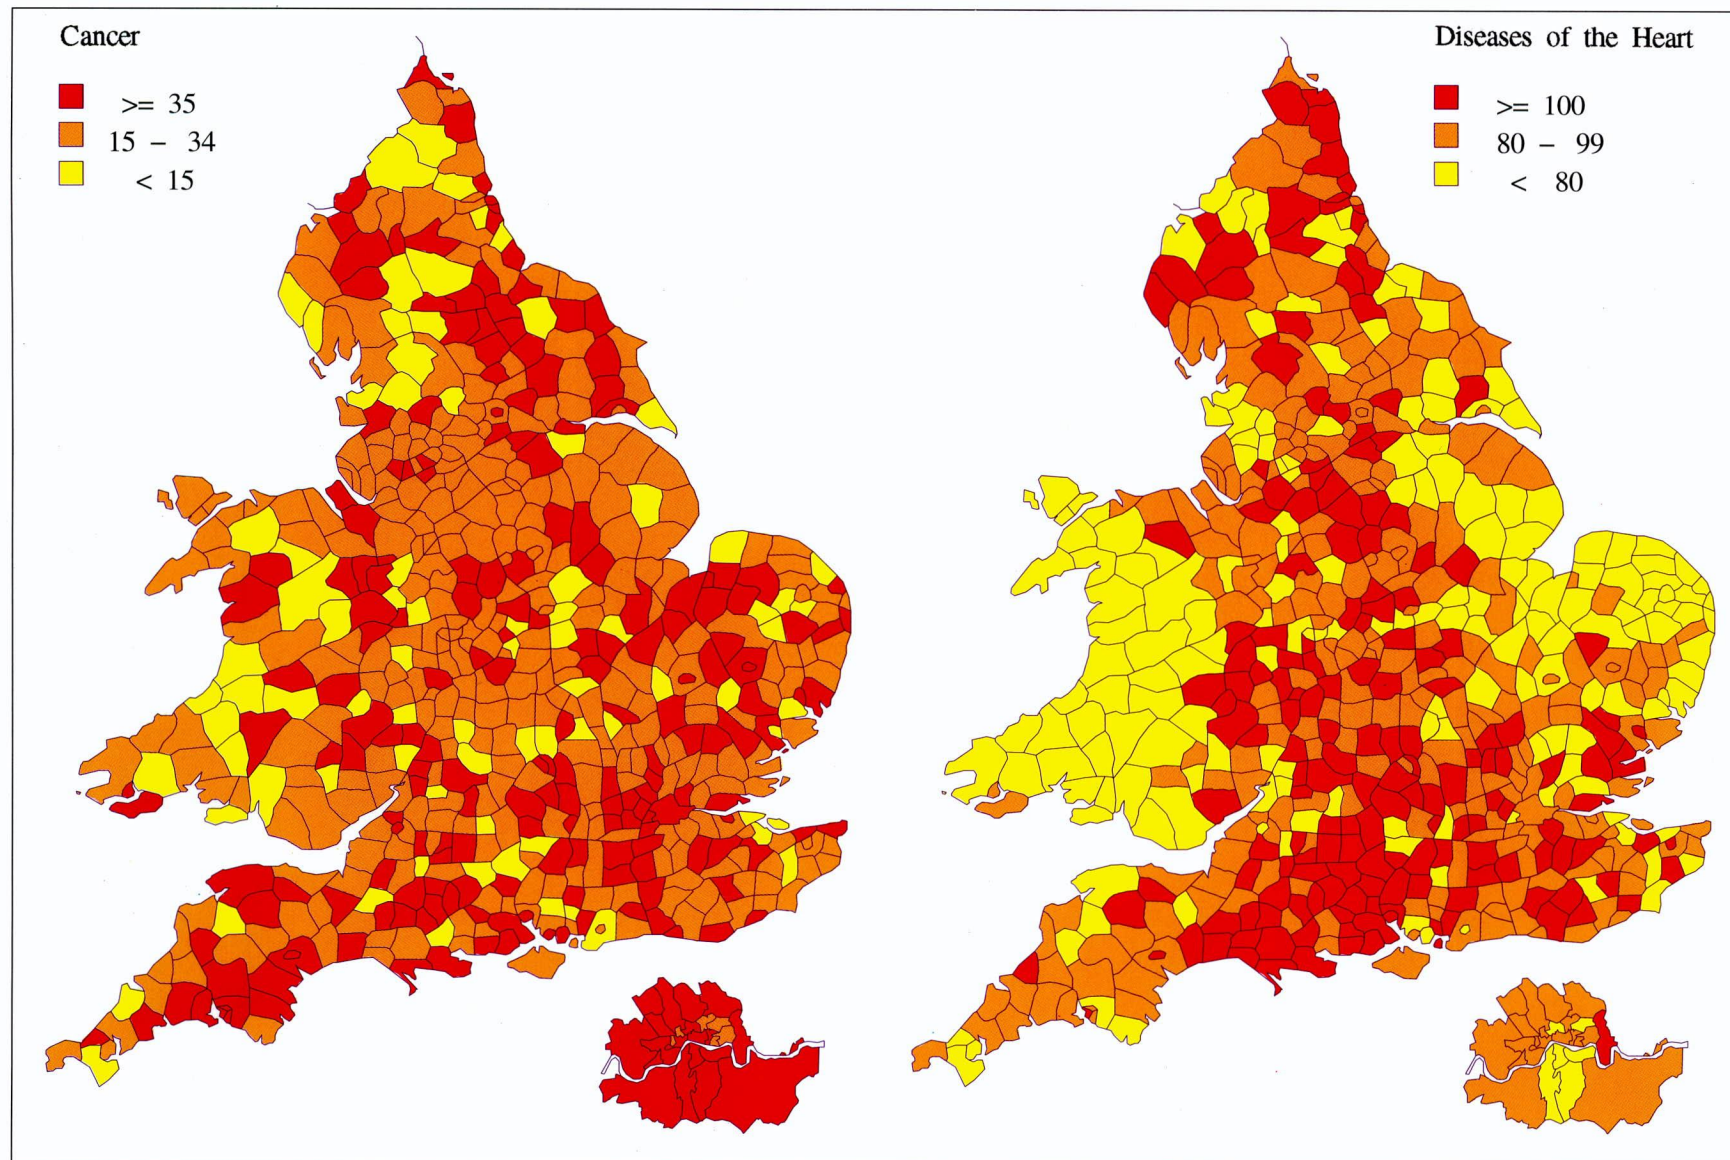 Cancer
>= 35
15 – 34
< 15
Diseases of the Heart
>= 100
80 – 99
< 80